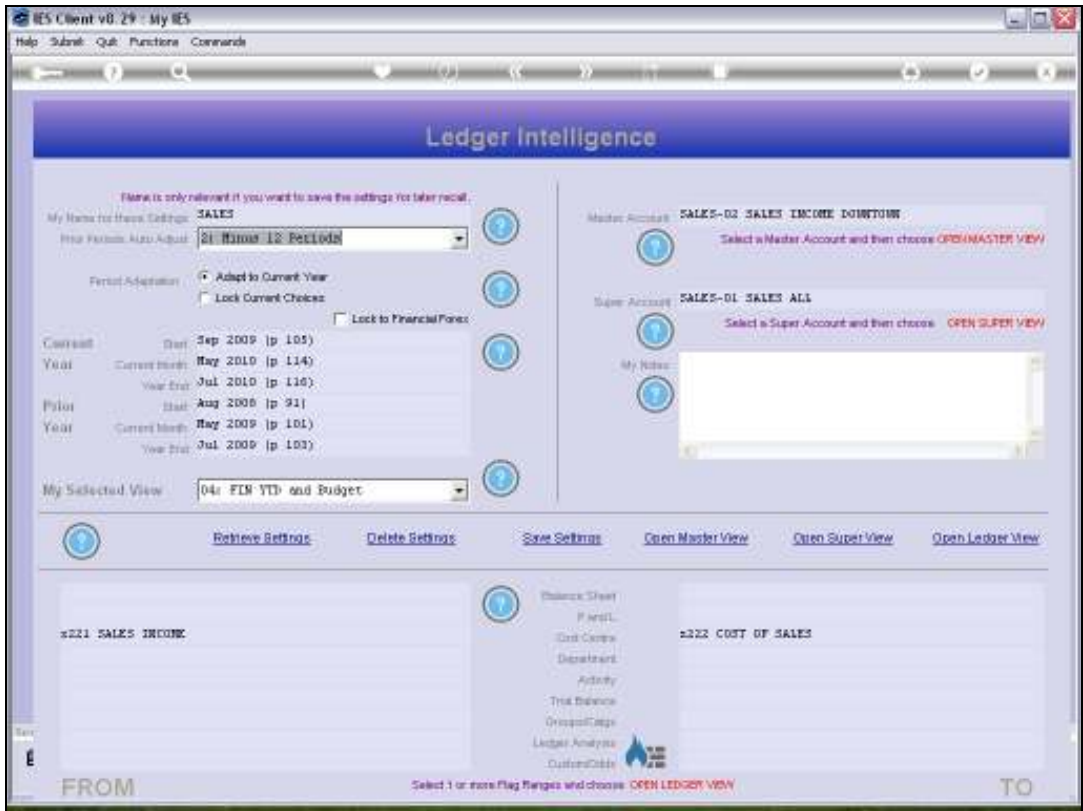 IES Client v8.29 : My IES
Help Submit Quit Functions Commands
Ledger Intelligence
Name is only relevant if you want to save the settings for later recall.
My Name for these Settings SALES
Prior Periods Auto Adjust 2: Minus 12 Periods
Period Adaptation Adapt to Current Year
Lock Current Choices
Lock to Financial Forex
Current Start Sep 2009 (p 105)
Year Current Month May 2010 (p 114)
Year End Jul 2010 (p 116)
Prior Start Aug 2008 (p 91)
Year Current Month May 2009 (p 101)
Year End Jul 2009 (p 103)
My Selected View 04: FIN YTD and Budget
Master Account SALES-02 SALES INCOME DOWNTOWN
Select a Master Account and then choose OPEN MASTER VIEW
Super Account SALES-01 SALES ALL
Select a Super Account and then choose OPEN SUPER VIEW
My Notes
Retrieve Settings Delete Settings Save Settings Open Master View Open Super View Open Ledger View
Balance Sheet
P and L
z221 SALES INCOME Cost Centre z222 COST OF SALES
Department
Activity
Trial Balance
Ledger Analysis
FROM Select 1 or more Flag Ranges and choose OPEN LEDGER VIEW TO